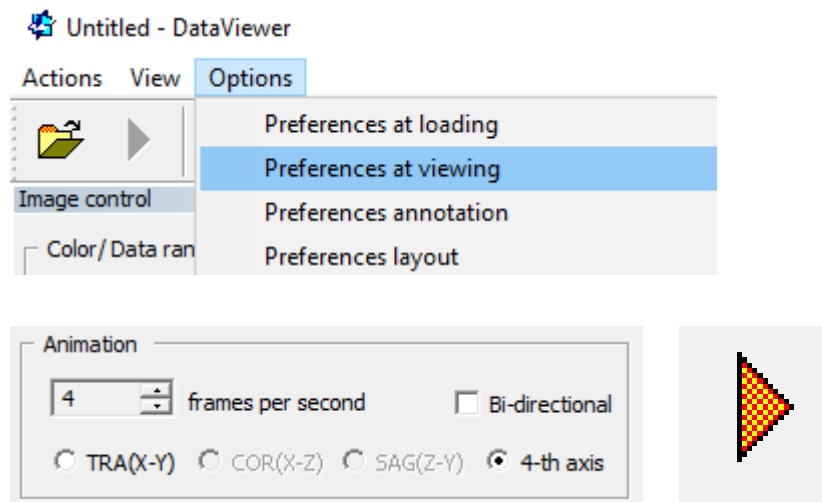 Untitled - DataViewer
Actions View Options
Preferences at loading
Preferences at viewing
Image control
Preferences annotation
Color/Data ran
Preferences layout
Animation
4 frames per second Bi-directional
TRA(X-Y) COR(X-Z) SAG(Z-Y) 4-th axis